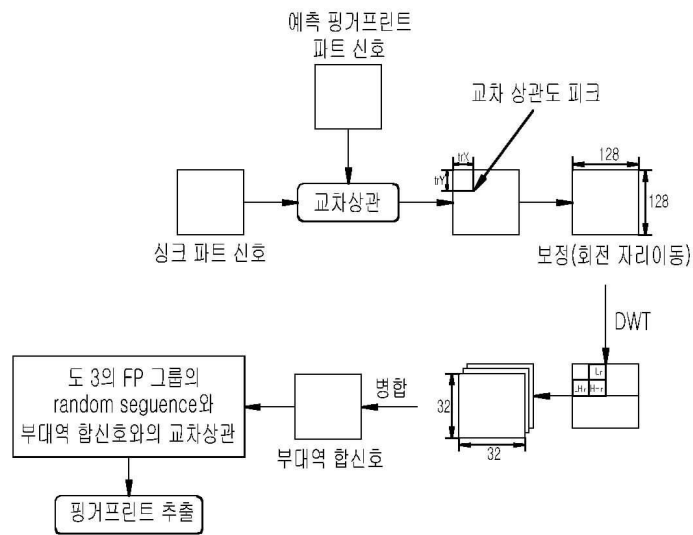 예측 핑거프린트
파트 신호
교차 상관도 피크
trX
trY
128
128
교차상관
싱크 파트 신호
보정(회전 자리이동)
DWT
도 3의 FP 그룹의
random seguence와
부대역 합신호와의 교차상관
병합
부대역 합신호
32
32
핑거프린트 추출